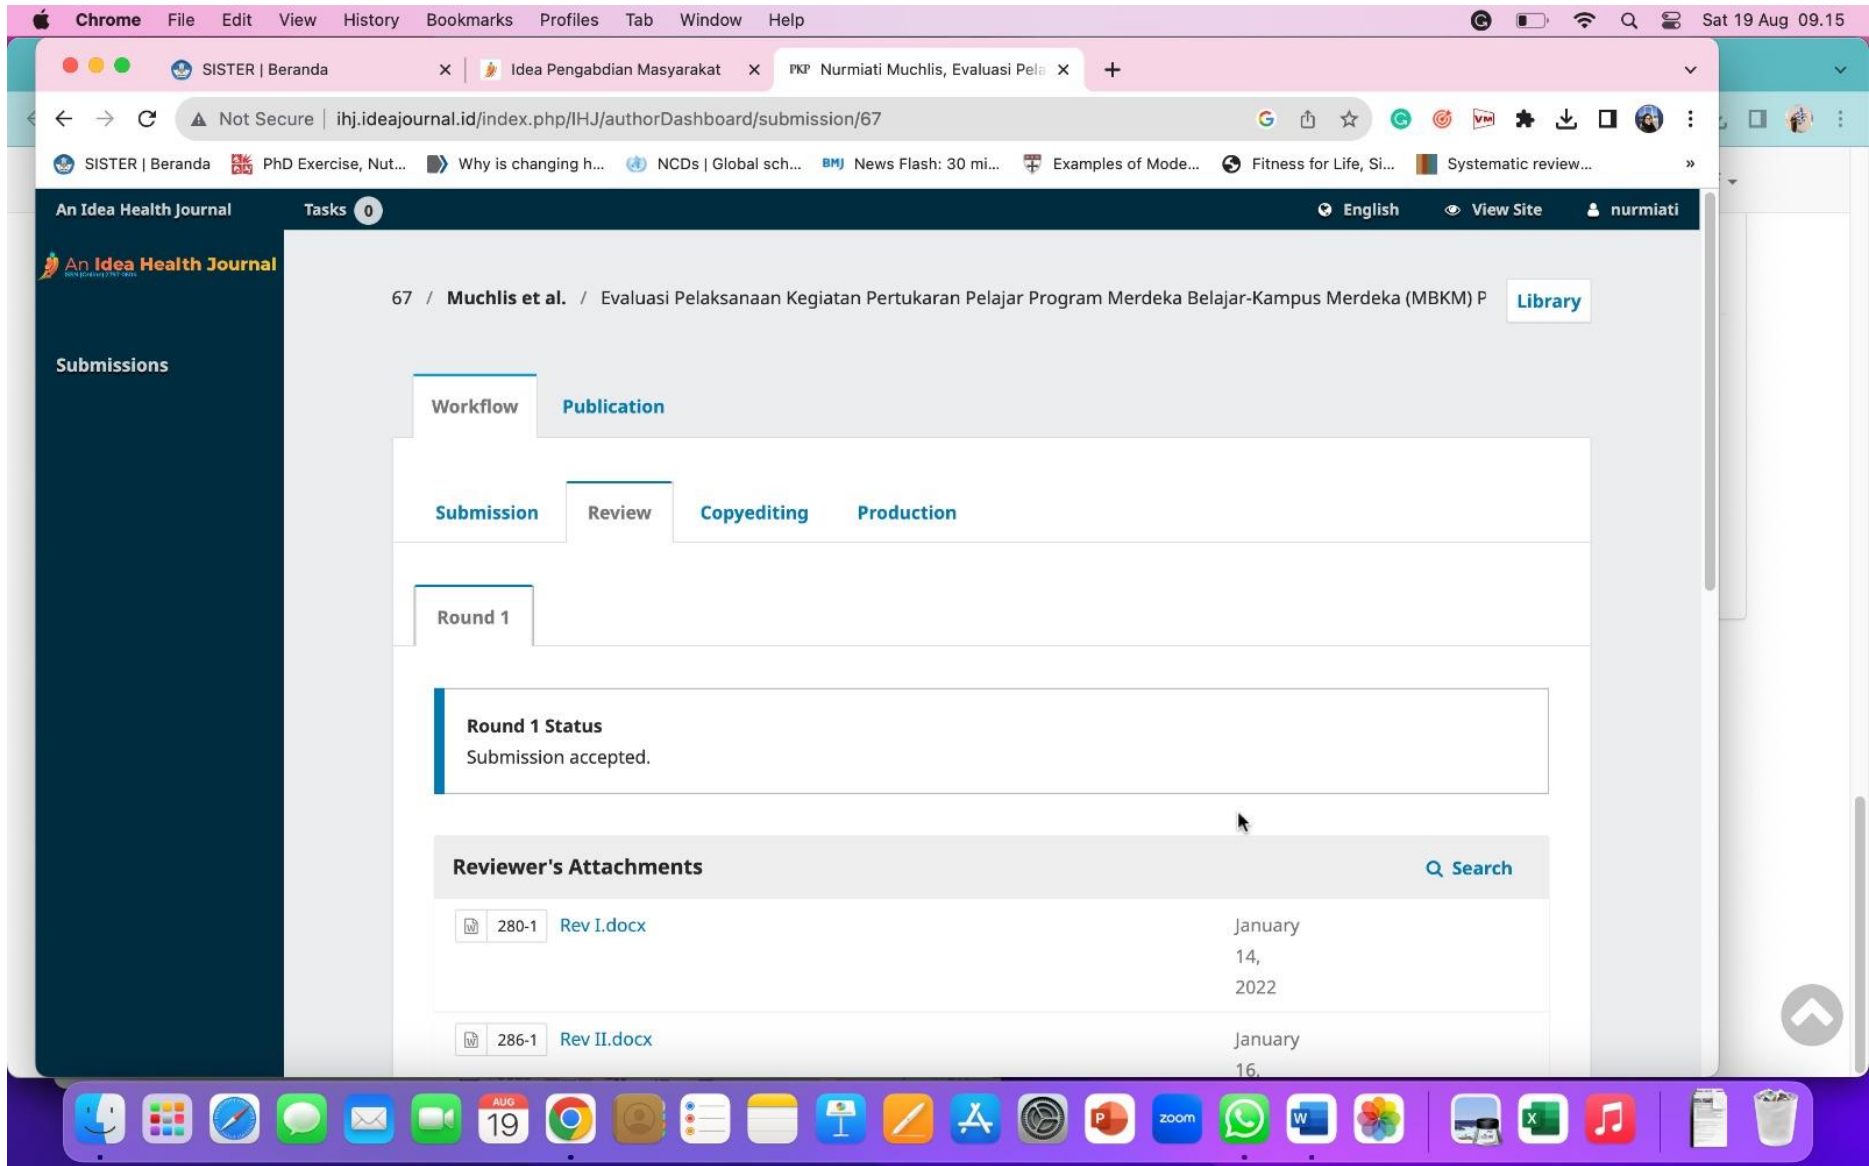 Chrome File Edit View History Bookmarks Profiles Tab Window Help Sat 19 Aug 09.15
SISTER | Beranda Idea Pengabdian Masyarakat PKP Nurmiati Muchlis, Evaluasi Pela
Not Secure ihj.ideajournal.id/index.php/IHJ/authorDashboard/submission/67
SISTER | Beranda PhD Exercise, Nut... Why is changing h... NCDs | Global sch... BMJ News Flash: 30 mi... Examples of Mode... Fitness for Life, Si... Systematic review... »
An Idea Health Journal Tasks 0 English View Site nurmiati
An Idea Health Journal
67 / Muchlis et al. / Evaluasi Pelaksanaan Kegiatan Pertukaran Pelajar Program Merdeka Belajar-Kampus Merdeka (MBKM) P Library
Submissions
Workflow Publication
Submission Review Copyediting Production
Round 1
Round 1 Status
Submission accepted.
Reviewer's Attachments Search
280-1 Rev I.docx January
14,
2022
286-1 Rev II.docx January
16,
AUG
19
zoom